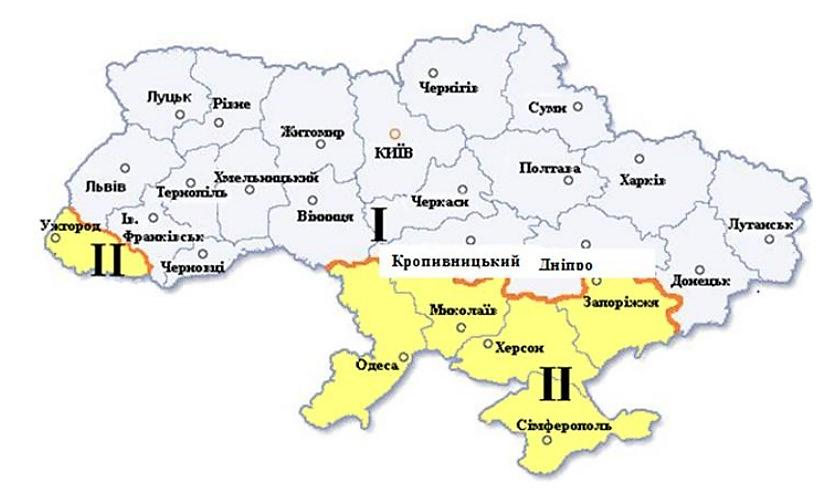 Чернігів
Луцьк
Рівне
Суми
Житомир
КИЇВ
Полтава
Харків
Львів
Тернопіль
Хмельницький
Черкаси
Вінниця
Ужгород
Ів.
Франківськ
I
Луганськ
II
Чернівці
Кропивницький
Дніпро
Донецьк
Запоріжжя
Миколаїв
Херсон
Одеса
II
Сімферополь